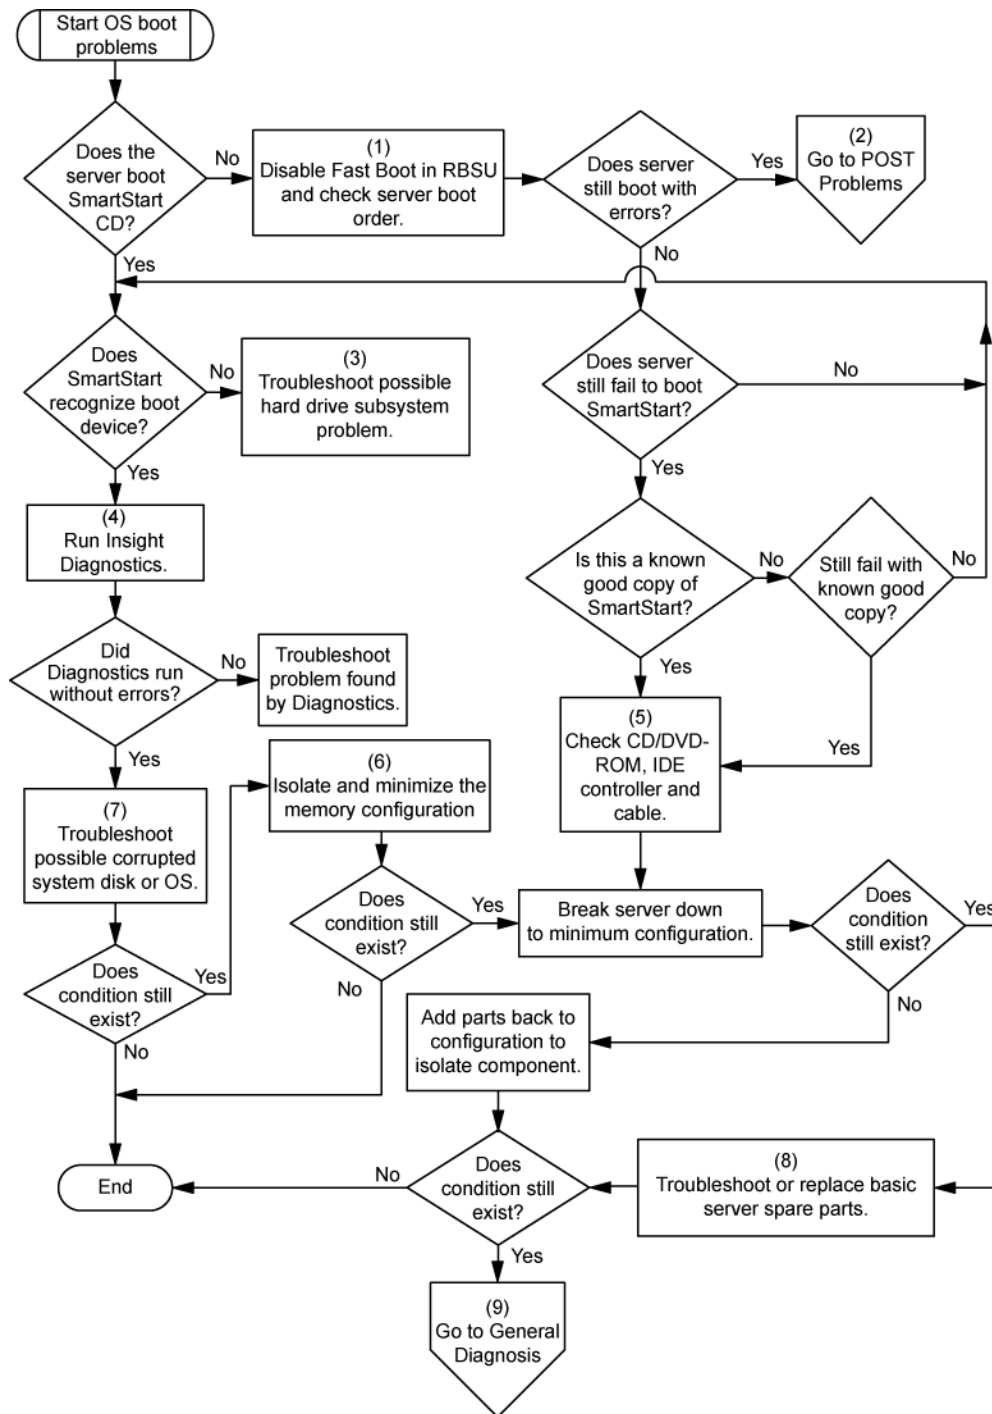 Start OS boot
problems
Does the
server boot
SmartStart
CD?
No
(1)
Disable Fast Boot in RBSU
and check server boot
order.
Does server
still boot with
errors?
Yes
(2)
Go to POST
Problems
Yes
No
Does
SmartStart
recognize boot
device?
No
(3)
Troubleshoot possible
hard drive subsystem
problem.
Does server
still fail to boot
SmartStart?
No
Yes
Yes
(4)
Run Insight
Diagnostics.
Is this a known
good copy of
SmartStart?
No
Still fail with
known good
copy?
No
Did
Diagnostics run
without errors?
No
Troubleshoot
problem found
by Diagnostics.
Yes
Yes
Yes
(5)
Check CD/DVD-
ROM, IDE
controller and
cable.
(6)
Isolate and minimize the
memory configuration
(7)
Troubleshoot
possible corrupted
system disk or OS.
Does
condition still
exist?
Yes
Break server down
to minimum configuration.
Does
condition
still exist?
Yes
Does
condition still
exist?
Yes
No
No
No
Add parts back to
configuration to
isolate component.
End
No
Does
condition still
exist?
(8)
Troubleshoot or replace basic
server spare parts.
Yes
(9)
Go to General
Diagnosis